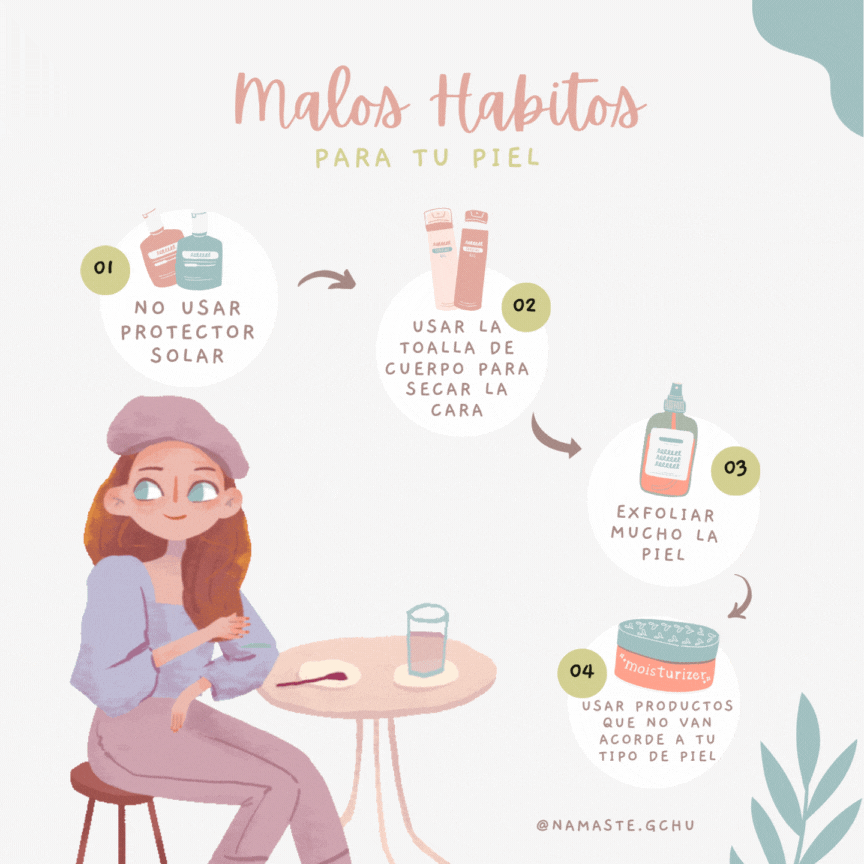 Malos Habitos
PARA TU PIEL
01
NO USAR
PROTECTOR
SOLAR
02
USAR LA
TOALLA DE
CUERPO PARA
SECAR LA
CARA
03
EXFOLIAR
MUCHO LA
PIEL
04
moisturizer
USAR PRODUCTOS
QUE NO VAN
ACORDE A TU
TIPO DE PIEL
@NAMASTE.GCHU